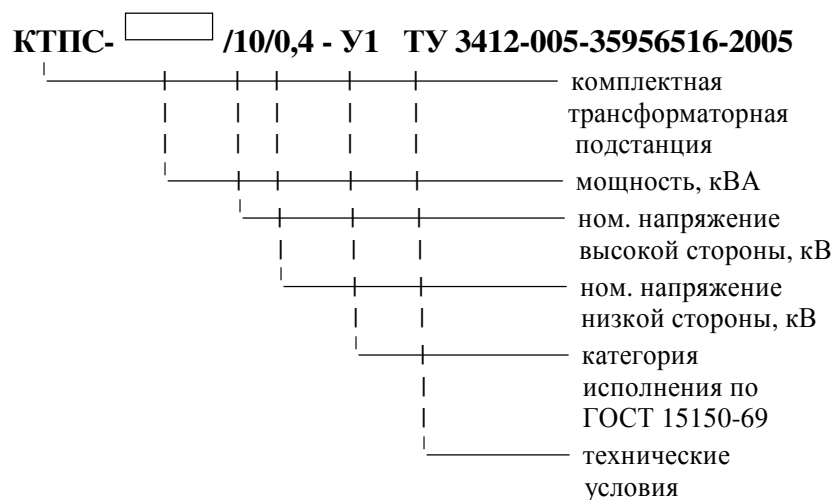 КТПС- /10/0,4 - У1 ТУ 3412-005-35956516-2005
комплектная
трансформаторная
подстанция
мощность, кВА
ном. напряжение
высокой стороны, кВ
ном. напряжение
низкой стороны, кВ
категория
исполнения по
ГОСТ 15150-69
технические
условия